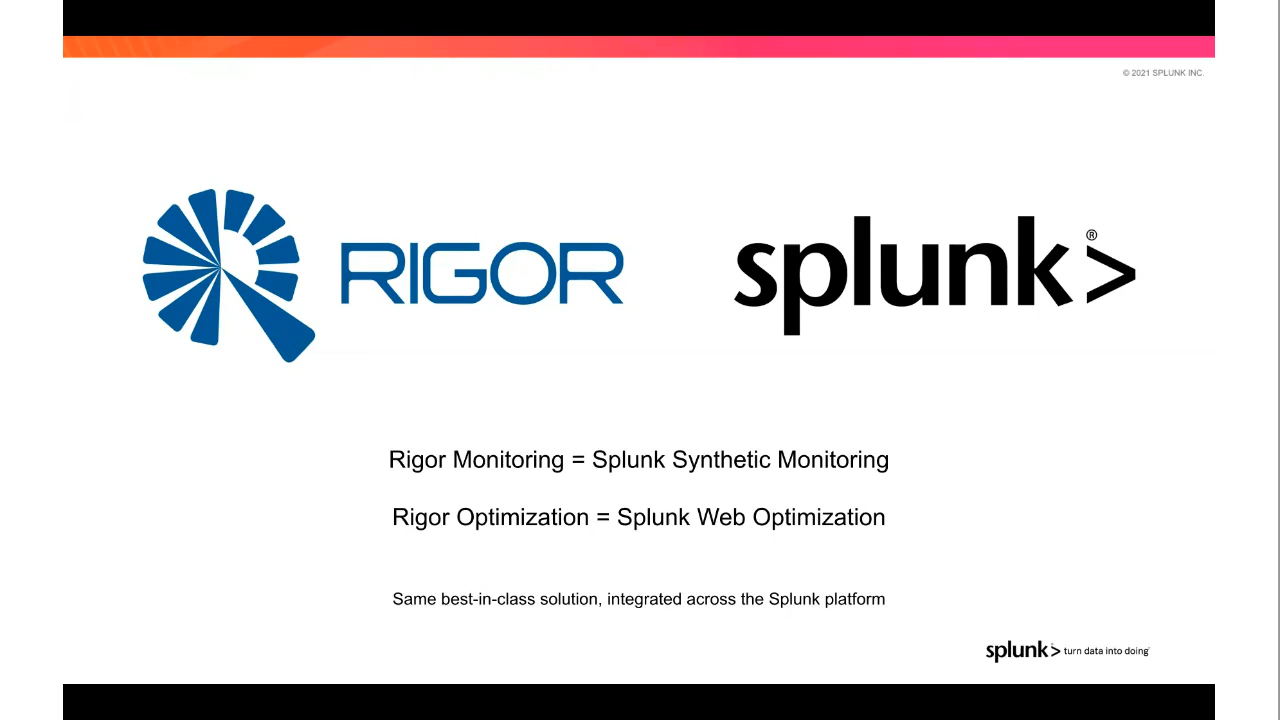 © 2021 SPLUNK INC.
RIGOR
splunk>®
Rigor Monitoring = Splunk Synthetic Monitoring
Rigor Optimization = Splunk Web Optimization
Same best-in-class solution, integrated across the Splunk platform
splunk> turn data into doing